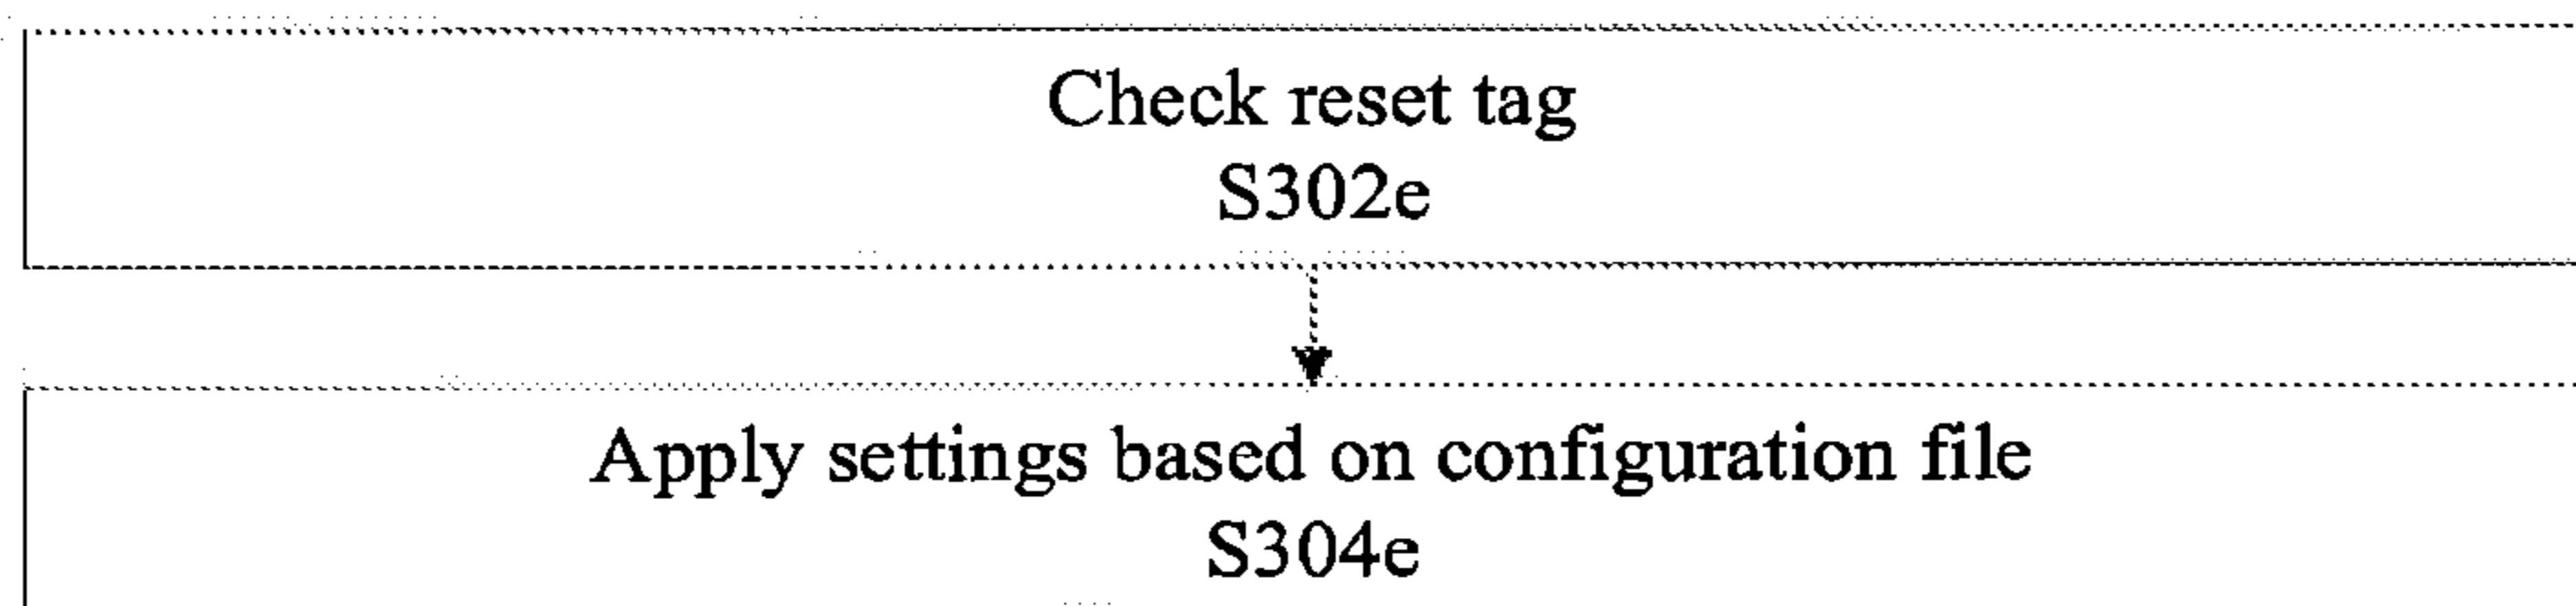 Check reset tag
S302e
Apply settings based on configuration file
S304e